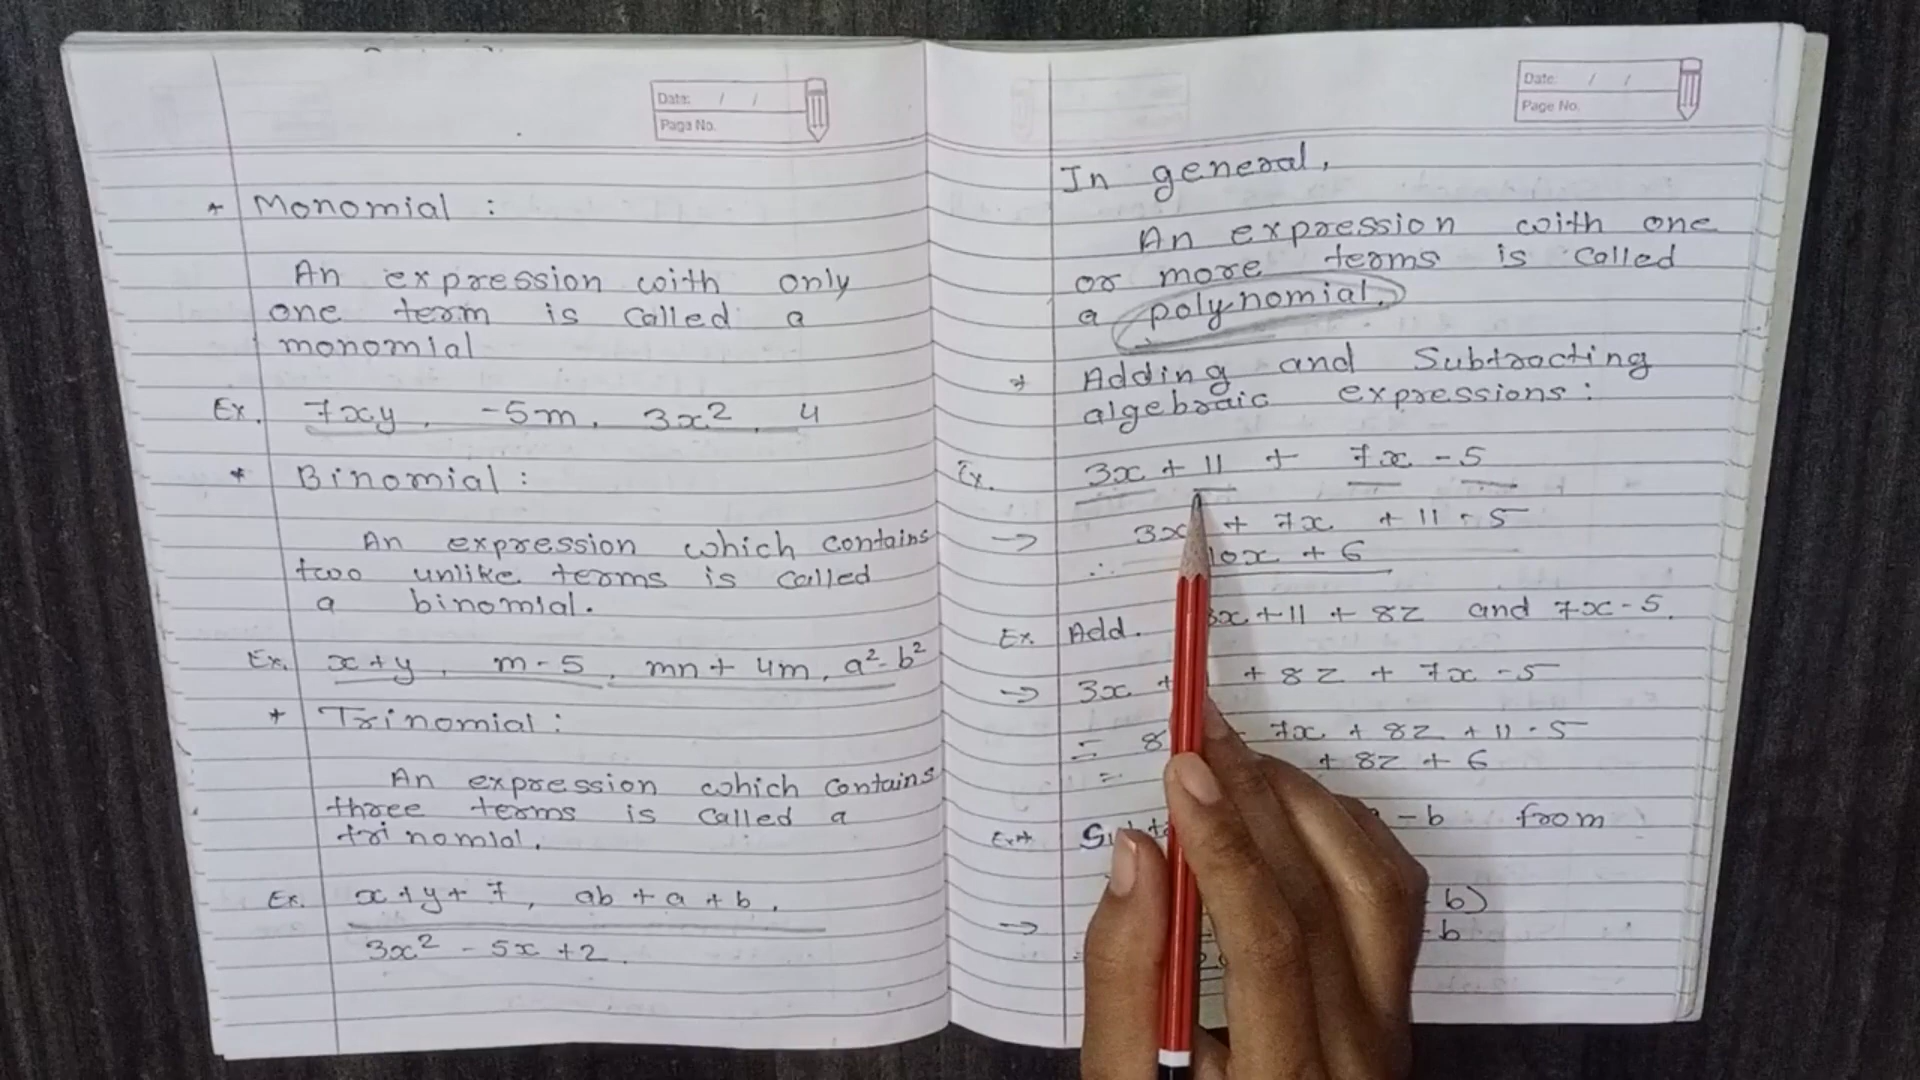 Date: / /
Page No.
* Monomial :
An expression with only
one term is called a
monomial
Ex. 7xy, -5m, 3x², 4
* Binomial :
An expression which contains
two unlike terms is called
a binomial.
Ex. x+y, m-5, mn+4m, a²-b²
* Trinomial :
An expression which contains
three terms is called a
trinomial.
Ex. x+y+7, ab+a+b,
3x² - 5x +2.
Date: / /
Page No.
In general,
An expression with one
or more terms is called
a polynomial.
* Adding and Subtracting
algebraic expressions :
Ex. 3x + 11 + 7x - 5
→ 3x + 7x + 11 - 5
∴ 10x + 6
Ex. Add. 3x+11 + 8z and 7x-5.
→ 3x + + 8z + 7x -5
= 8 7x + 8z + 11 - 5
= + 8z + 6
Ex* - b from
→ b)
b